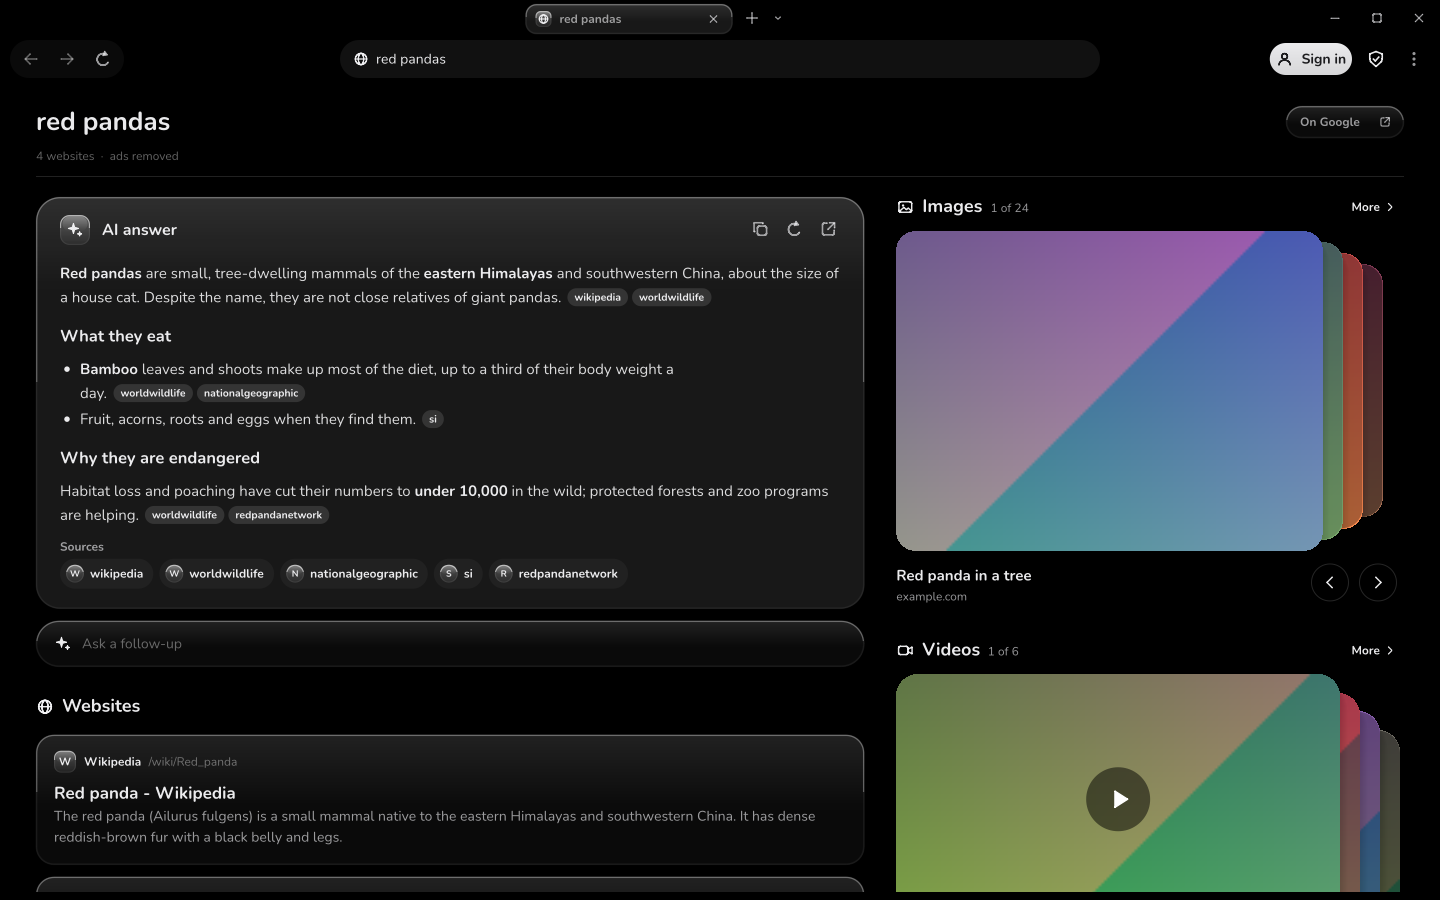 red pandas
red pandas
Sign in
red pandas
On Google
4 websites · ads removed
AI answer
Red pandas are small, tree-dwelling mammals of the eastern Himalayas and southwestern China, about the size of
a house cat. Despite the name, they are not close relatives of giant pandas. wikipedia worldwildlife
What they eat
• Bamboo leaves and shoots make up most of the diet, up to a third of their body weight a
day. worldwildlife nationalgeographic
• Fruit, acorns, roots and eggs when they find them. si
Why they are endangered
Habitat loss and poaching have cut their numbers to under 10,000 in the wild; protected forests and zoo programs
are helping. worldwildlife redpandanetwork
Sources
W wikipedia W worldwildlife N nationalgeographic S si R redpandanetwork
Ask a follow-up
Websites
W Wikipedia /wiki/Red_panda
Red panda - Wikipedia
The red panda (Ailurus fulgens) is a small mammal native to the eastern Himalayas and southwestern China. It has dense
reddish-brown fur with a black belly and legs.
Images 1 of 24
More
Red panda in a tree
example.com
Videos 1 of 6
More